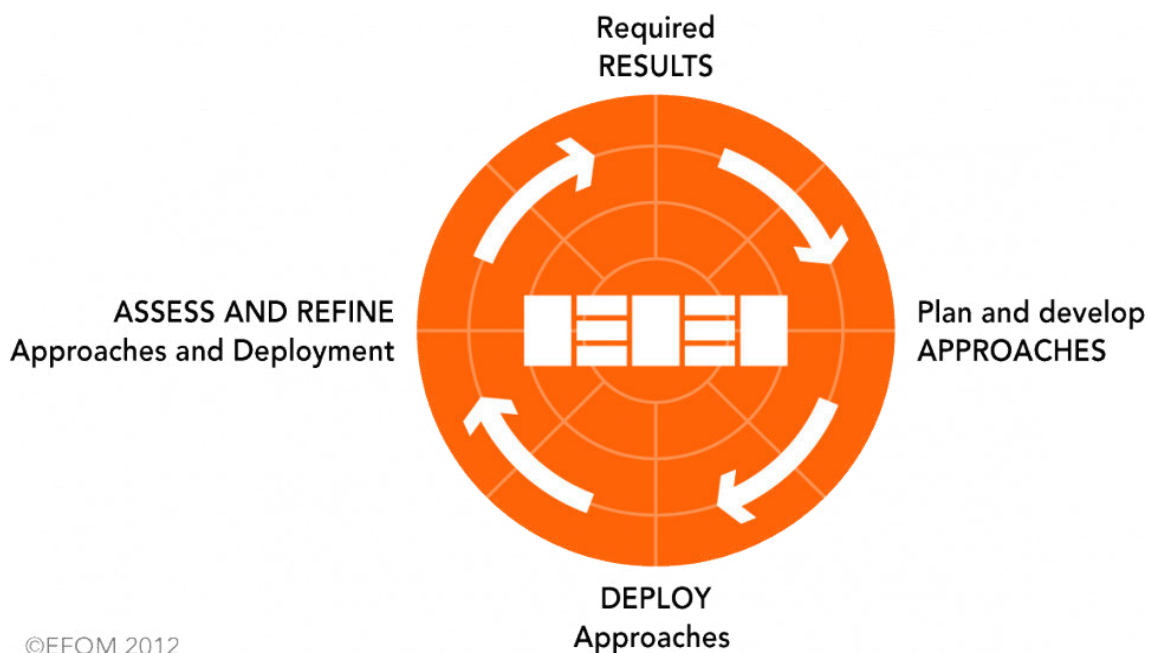 Required
RESULTS
ASSESS AND REFINE
Approaches and Deployment
Plan and develop
APPROACHES
DEPLOY
Approaches
©EFQM 2012